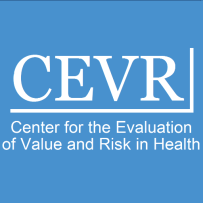 CEVR
Center for the Evaluation
of Value and Risk in Health